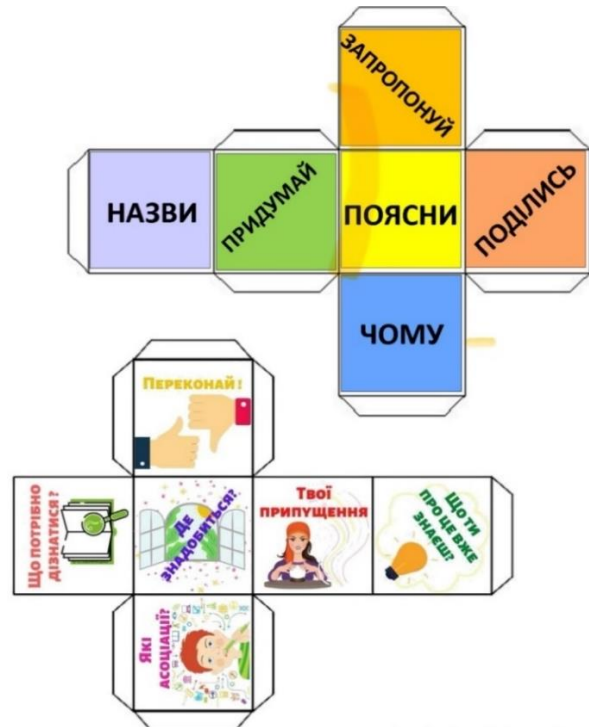 ЗАПРОПОНУЙ
НАЗВИ
ПРИДУМАЙ
ПОЯСНИ
ПОДІЛИСЬ
ЧОМУ
ПЕРЕКОНАЙ!
ЩО ПОТРІБНО
ДІЗНАТИСЯ?
ДЕ
ЗНАДОБИТЬСЯ?
ТВОЇ
ПРИПУЩЕННЯ
ЩО ТИ
ПРО ЦЕ ВЖЕ
ЗНАЄШ?
ЯКІ
АСОЦІАЦІЇ?